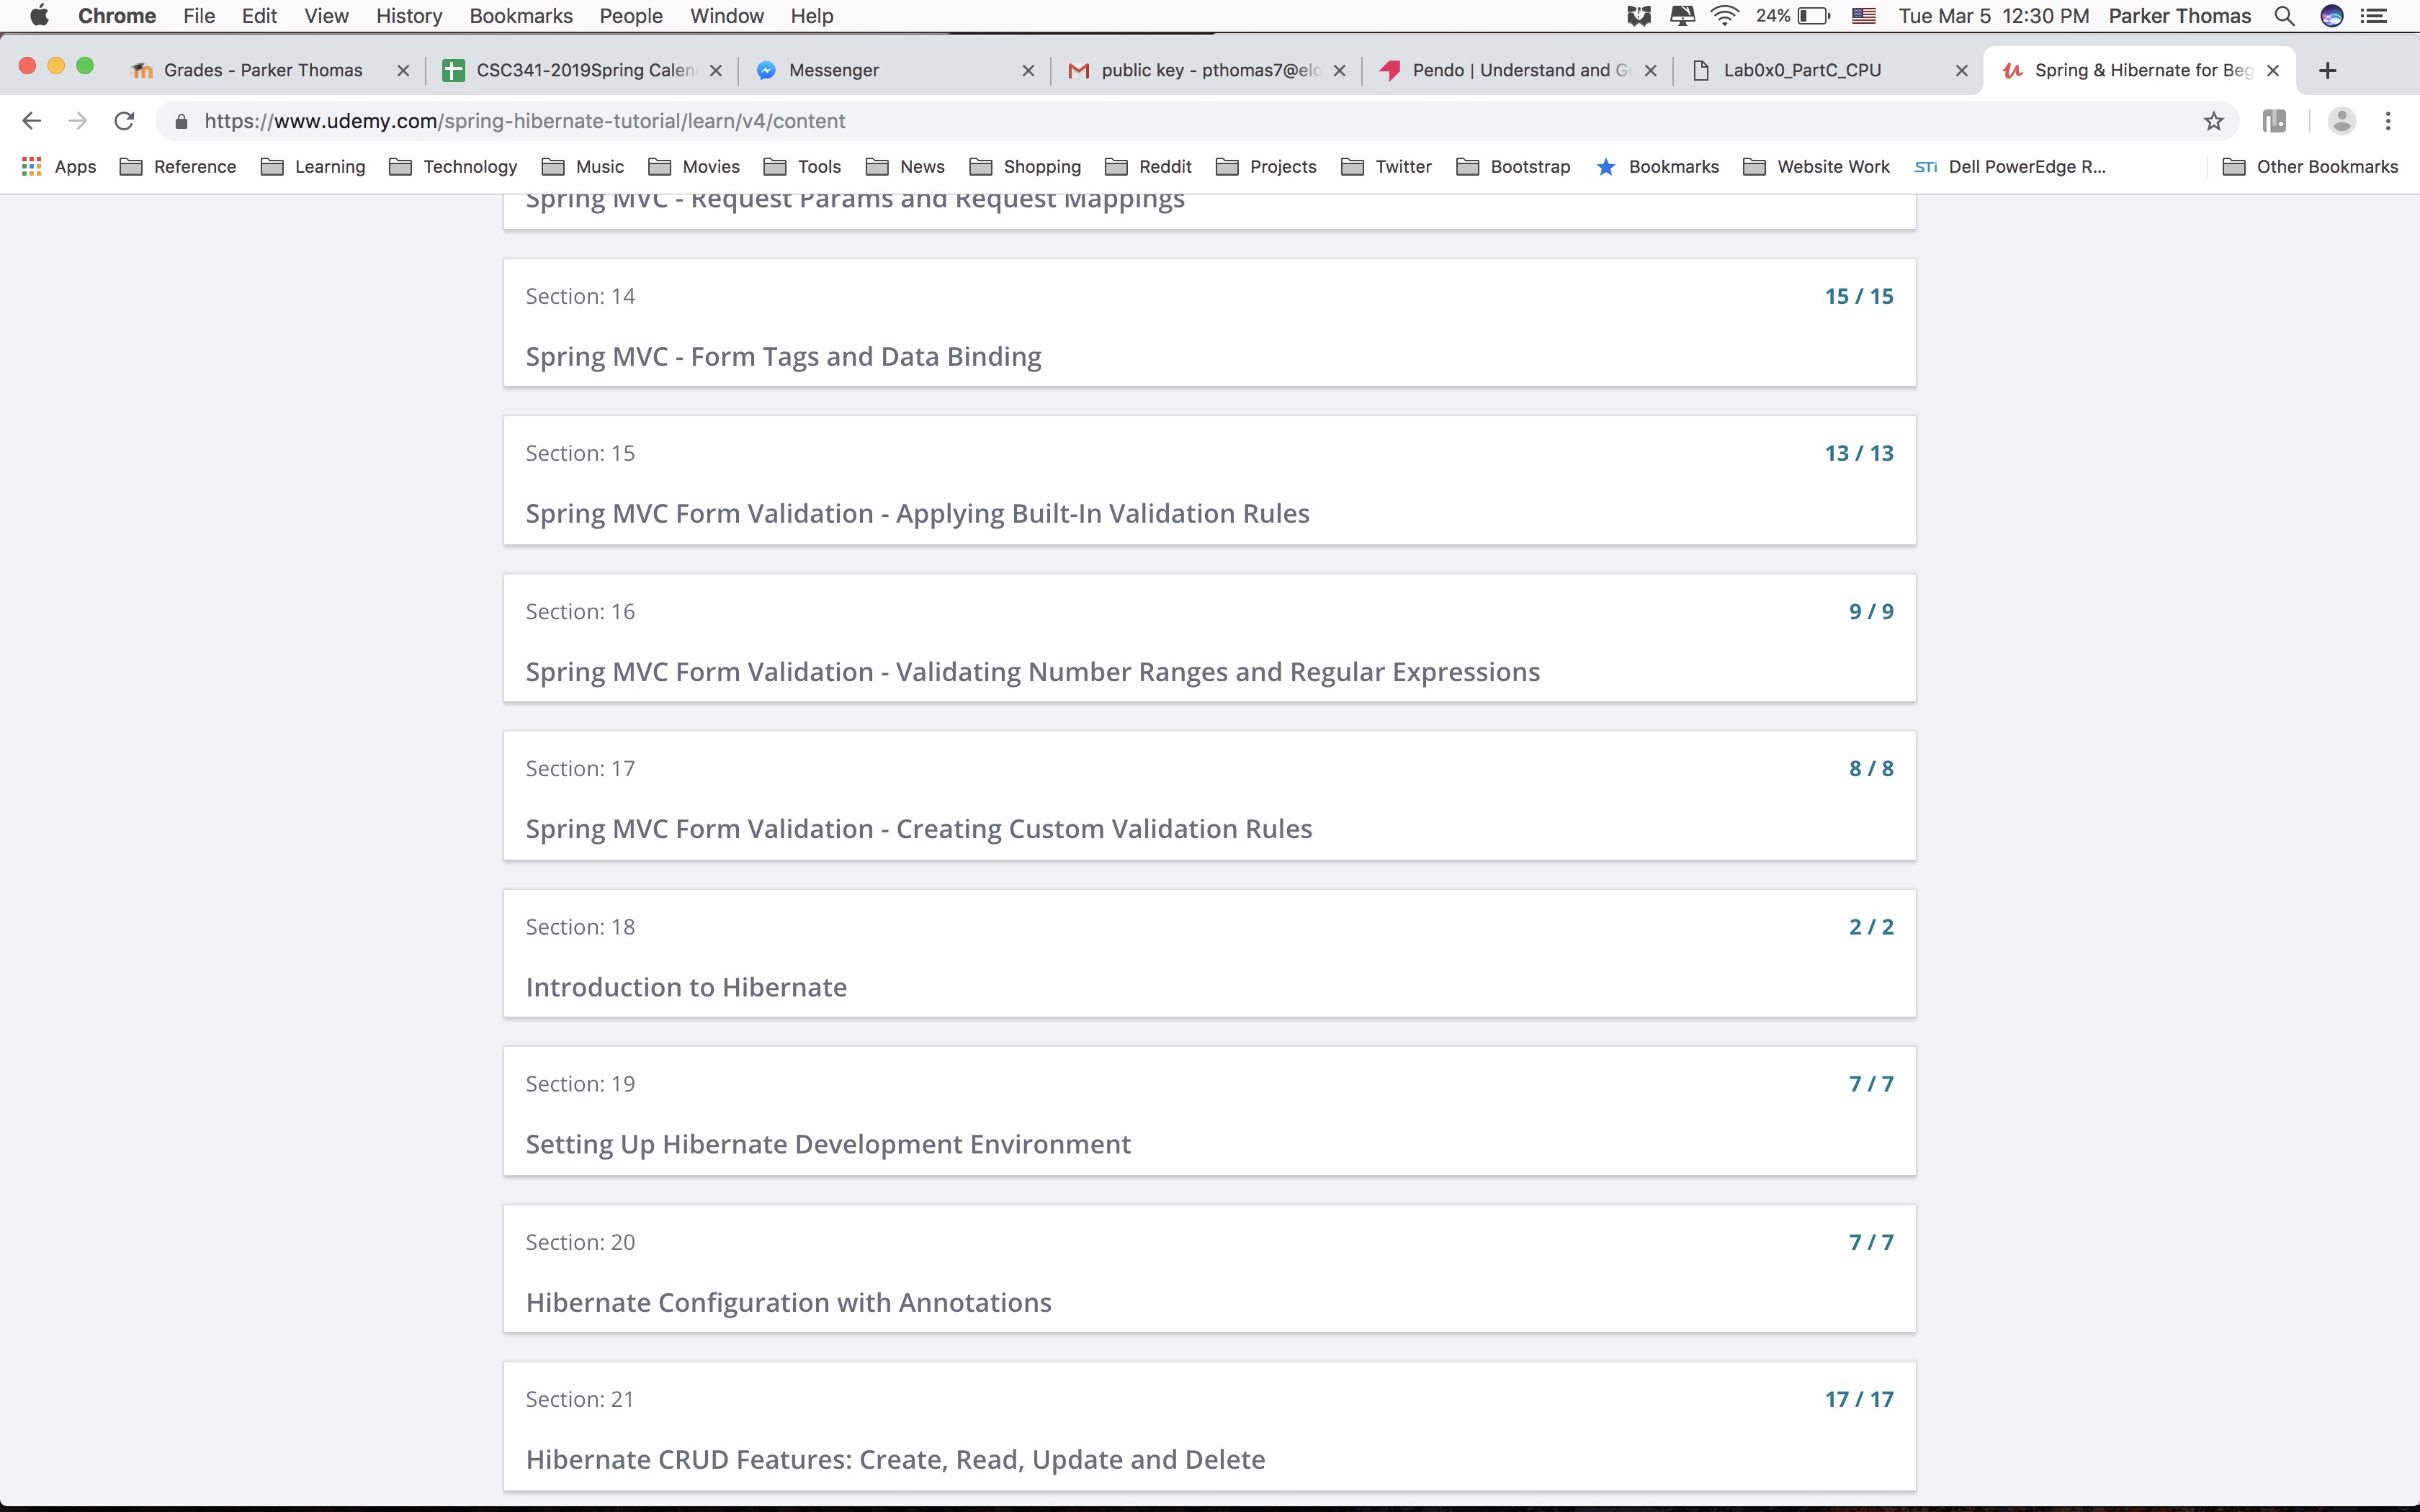 Chrome File Edit View History Bookmarks People Window Help 24% Tue Mar 5 12:30 PM Parker Thomas
Grades - Parker Thomas CSC341-2019Spring Calen Messenger public key - pthomas7@elo Pendo | Understand and Gu Lab0x0_PartC_CPU Spring & Hibernate for Beg
https://www.udemy.com/spring-hibernate-tutorial/learn/v4/content
Apps Reference Learning Technology Music Movies Tools News Shopping Reddit Projects Twitter Bootstrap Bookmarks Website Work STi Dell PowerEdge R... Other Bookmarks
Spring MVC - Request Params and Request Mappings
Section: 14 15 / 15
Spring MVC - Form Tags and Data Binding
Section: 15 13 / 13
Spring MVC Form Validation - Applying Built-In Validation Rules
Section: 16 9 / 9
Spring MVC Form Validation - Validating Number Ranges and Regular Expressions
Section: 17 8 / 8
Spring MVC Form Validation - Creating Custom Validation Rules
Section: 18 2 / 2
Introduction to Hibernate
Section: 19 7 / 7
Setting Up Hibernate Development Environment
Section: 20 7 / 7
Hibernate Configuration with Annotations
Section: 21 17 / 17
Hibernate CRUD Features: Create, Read, Update and Delete